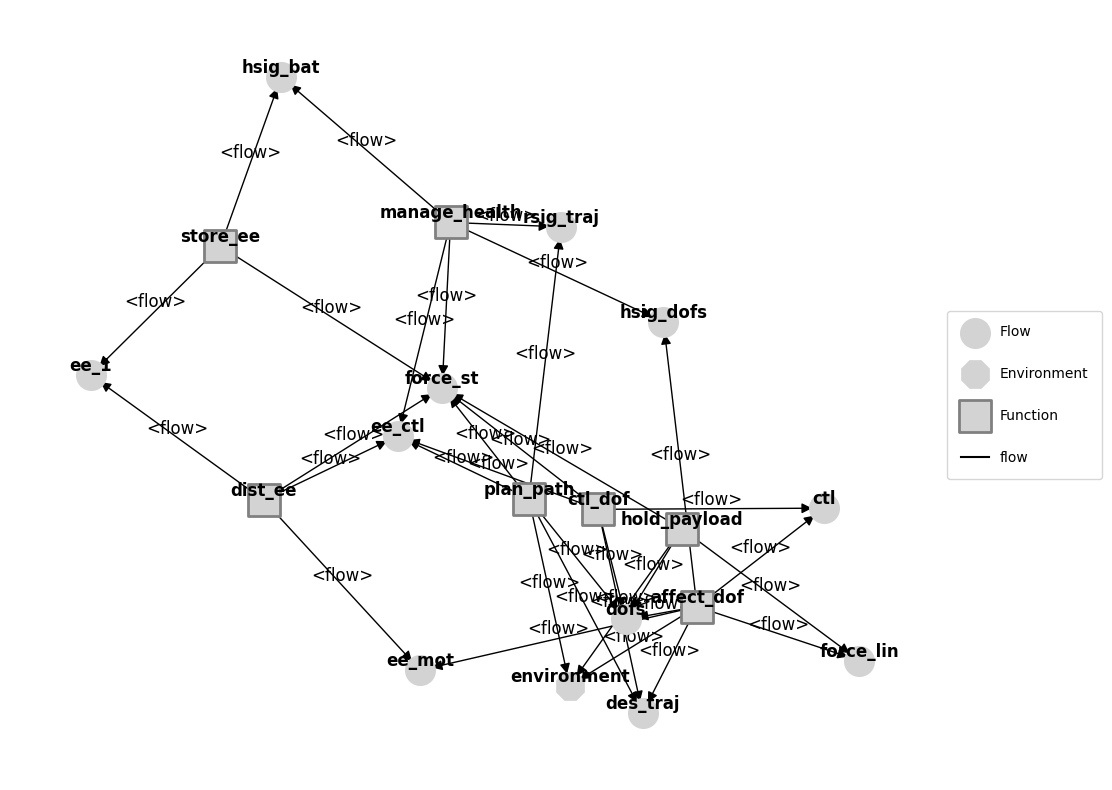 hsig_bat
<flow>
<flow>
manage_health
<flow>
rsig_traj
store_ee
<flow>
<flow>
<flow>
<flow>
hsig_dofs
<flow>
<flow>
Flow
<flow>
ee_1
Environment
force_st
Function
ee_ctl
<flow>
<flow>
<flow>
<flow>
<flow>
flow
<flow>
<flow>
<flow>
<flow>
dist_ee
plan_path
ctl_dof
<flow>
ctl
hold_payload
<flow>
<flow>
<flow>
<flow>
<flow>
<flow>
<flow>
<flow>
affect_dof
dofs
<flow>
<flow>
<flow>
<flow>
force_lin
ee_mot
environment
des_traj